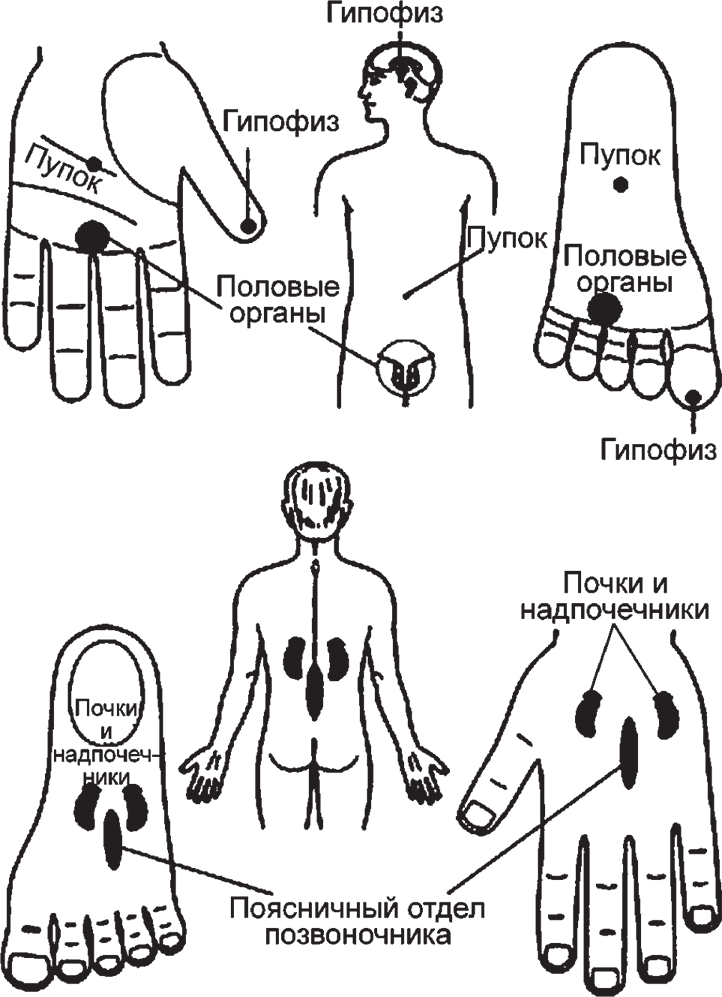 Гипофиз
Гипофиз
Пупок
Пупок
Пупок
Половые
органы
Половые
органы
Гипофиз
Почки и
надпочечники
Почки
и
надпочеч-
ники
Поясничный отдел
позвоночника